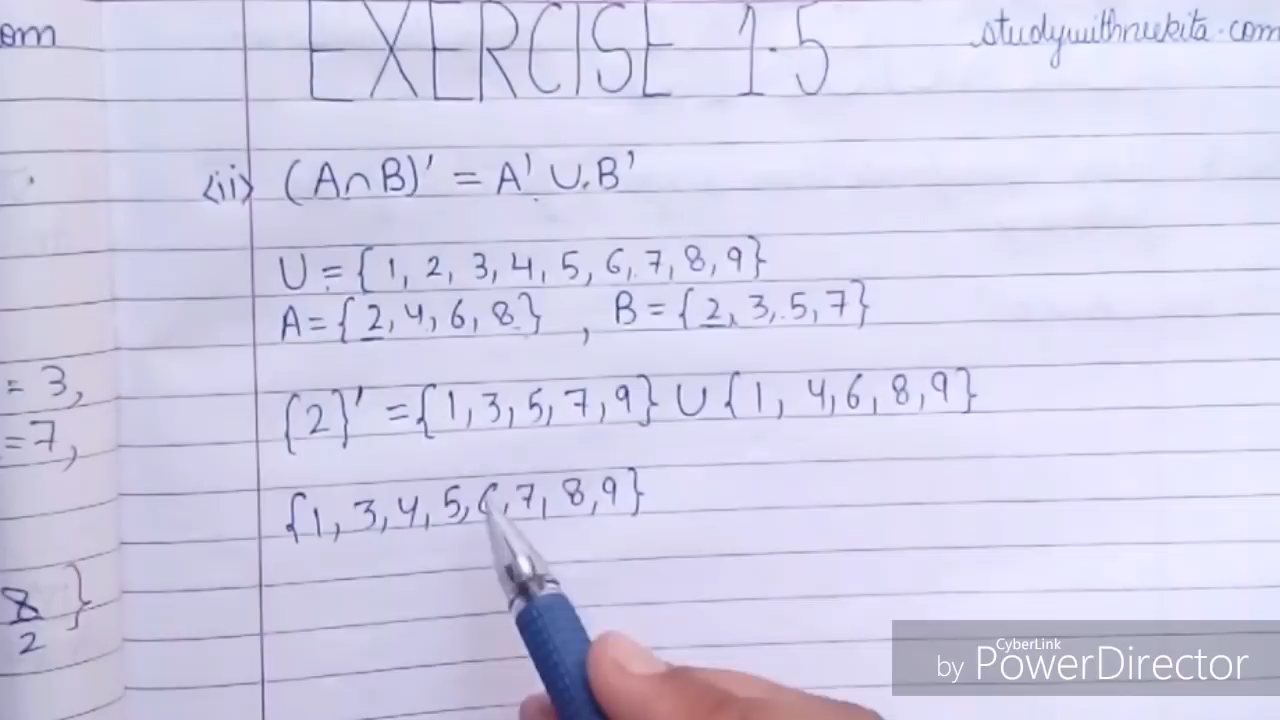 om
EXERCISE 1.5
studywithneekita.com
(ii) (A∩B)' = A' ∪ B'
U = {1, 2, 3, 4, 5, 6, 7, 8, 9}
A = {2, 4, 6, 8} , B = {2, 3, 5, 7}
= 3,
{2}' = {1, 3, 5, 7, 9} ∪ {1, 4, 6, 8, 9}
= 7,
{1, 3, 4, 5, 6, 7, 8, 9}
8/2 }
CyberLink
by PowerDirector